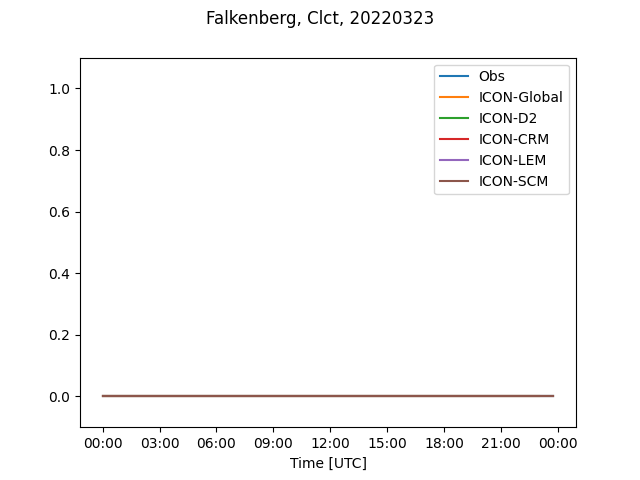 Falkenberg, Clct, 20220323
Obs
ICON-Global
ICON-D2
ICON-CRM
ICON-LEM
ICON-SCM
1.0
0.8
0.6
0.4
0.2
0.0
00:00 03:00 06:00 09:00 12:00 15:00 18:00 21:00 00:00
Time [UTC]